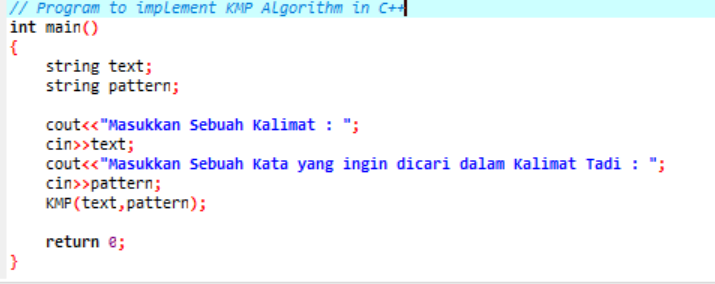 // Program to implement KMP Algorithm in C++
int main()
{
string text;
string pattern;
cout<<"Masukkan Sebuah Kalimat : ";
cin>>text;
cout<<"Masukkan Sebuah Kata yang ingin dicari dalam Kalimat Tadi : ";
cin>>pattern;
KMP(text,pattern);
return 0;
}